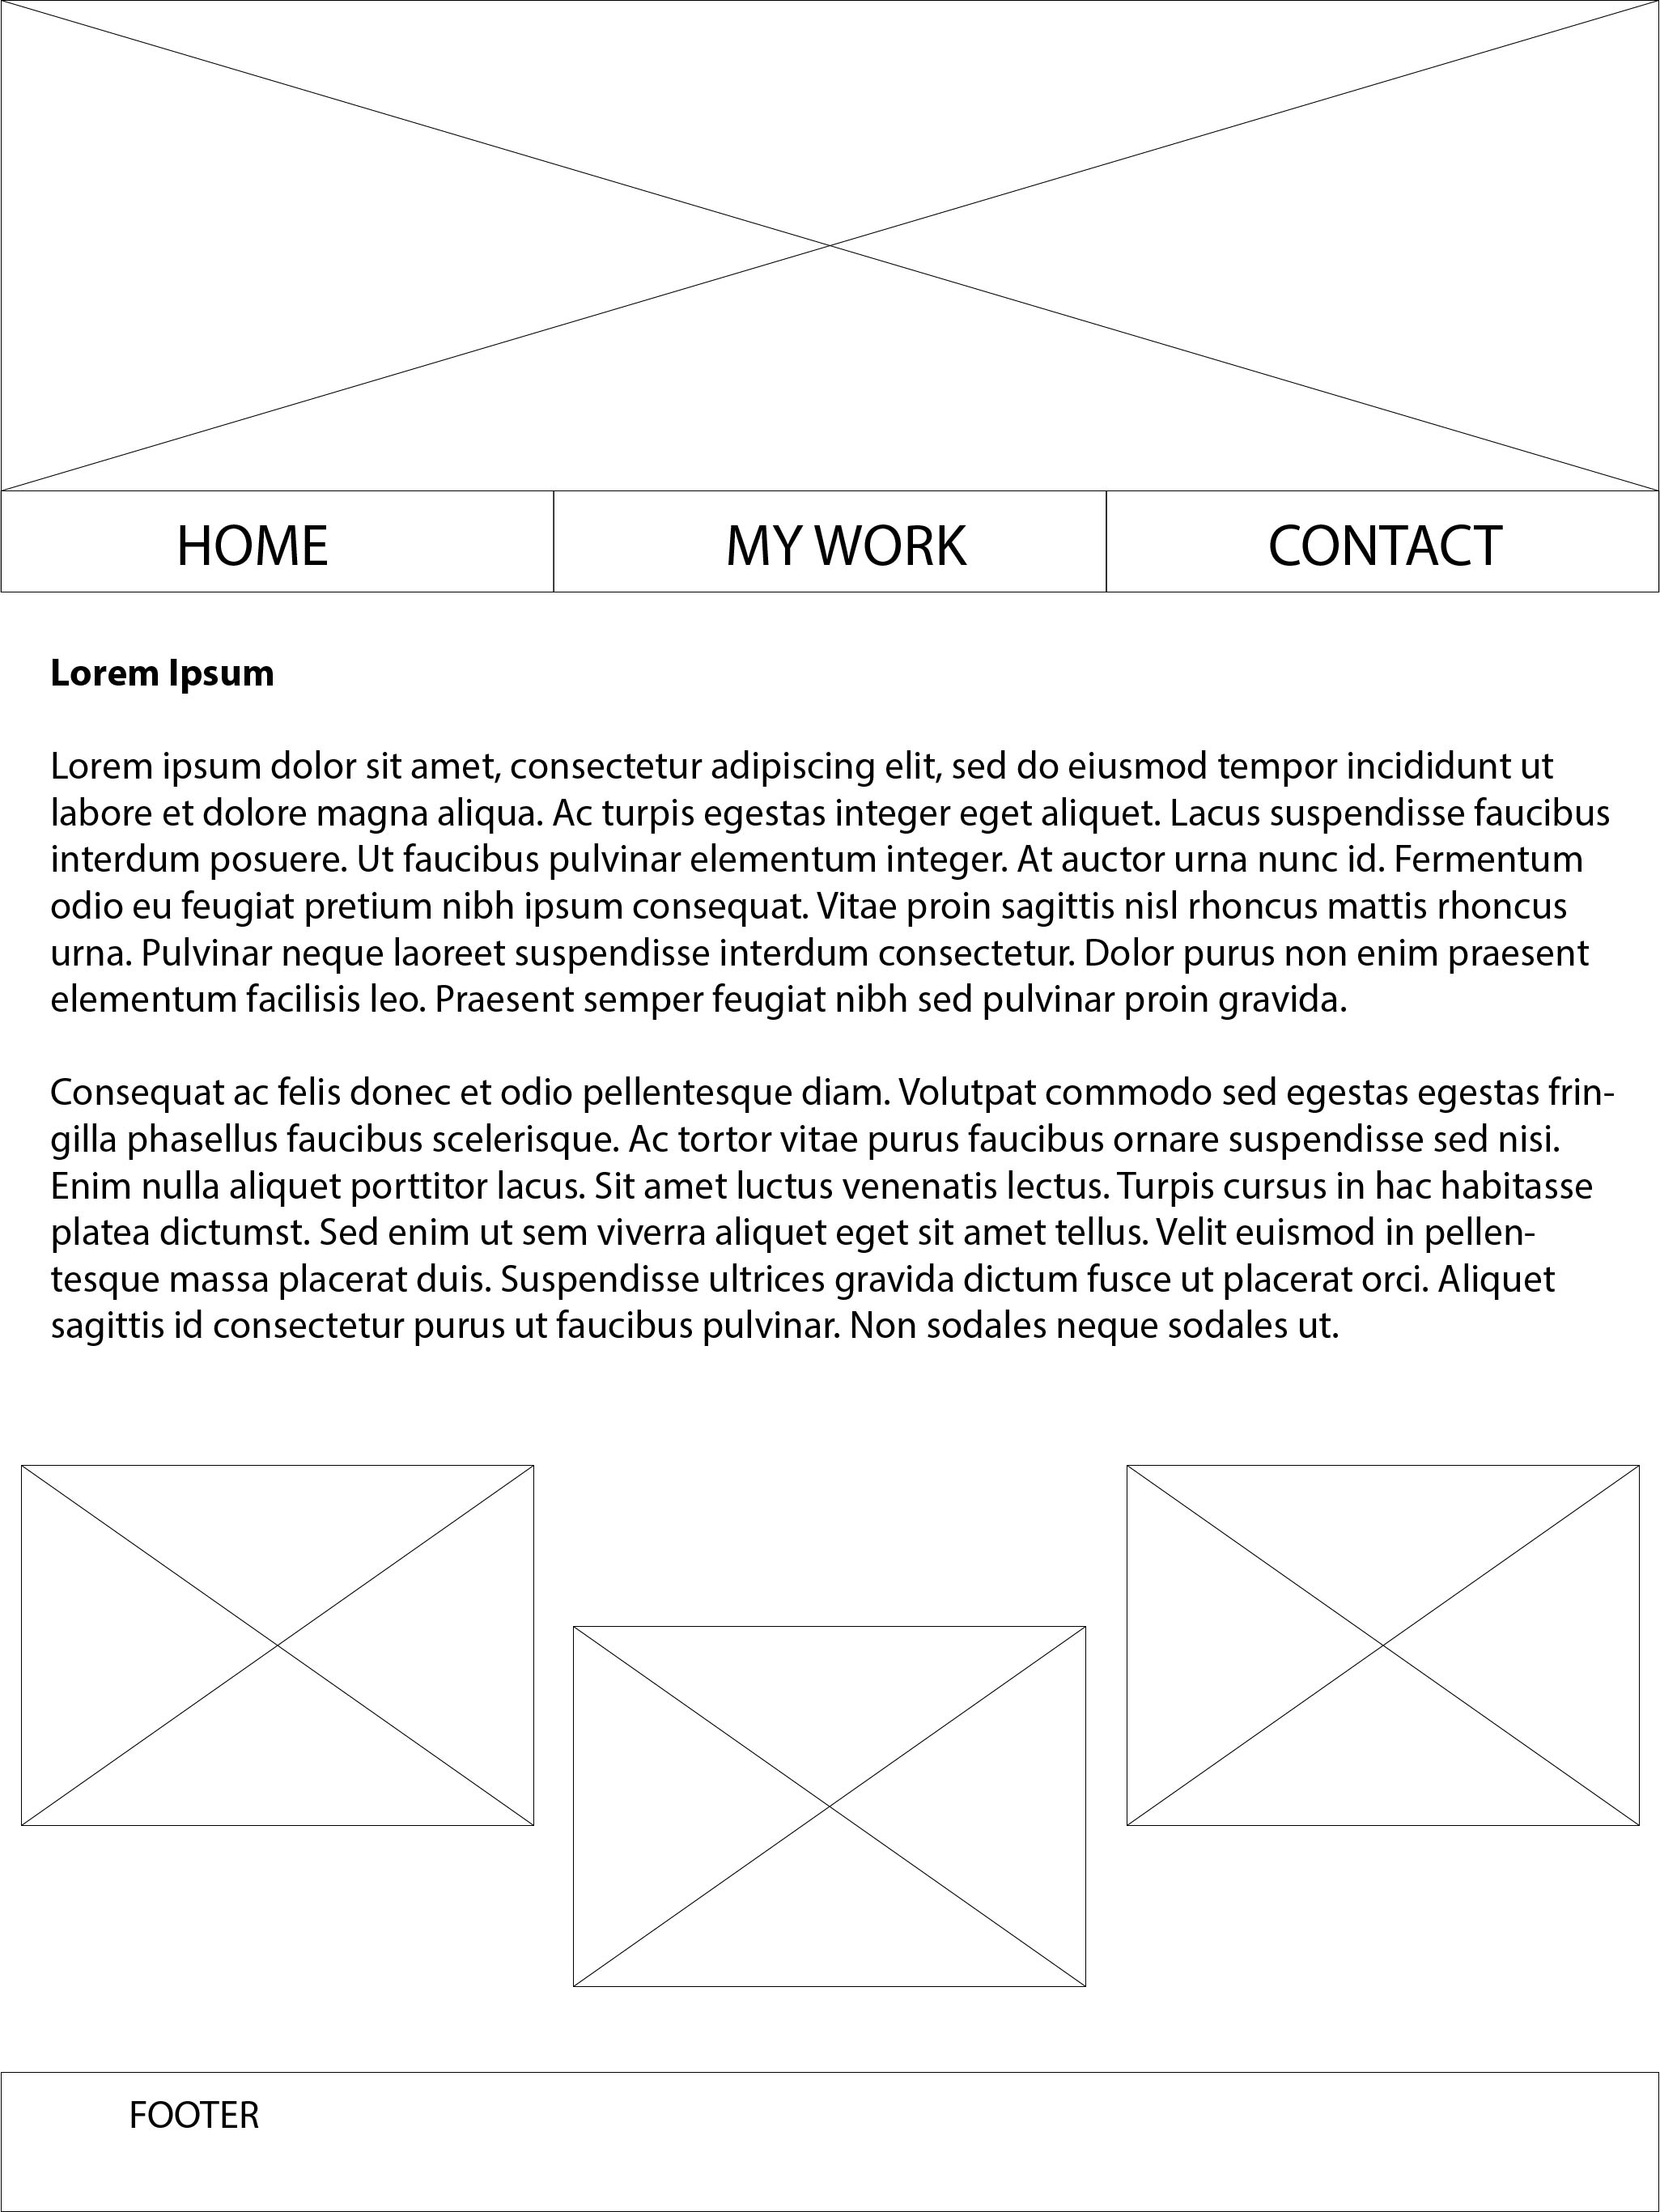 HOME
MY WORK
CONTACT
Lorem Ipsum
Lorem ipsum dolor sit amet, consectetur adipiscing elit, sed do eiusmod tempor incididunt ut
labore et dolore magna aliqua. Ac turpis egestas integer eget aliquet. Lacus suspendisse faucibus
interdum posuere. Ut faucibus pulvinar elementum integer. At auctor urna nunc id. Fermentum
odio eu feugiat pretium nibh ipsum consequat. Vitae proin sagittis nisl rhoncus mattis rhoncus
urna. Pulvinar neque laoreet suspendisse interdum consectetur. Dolor purus non enim praesent
elementum facilisis leo. Praesent semper feugiat nibh sed pulvinar proin gravida.
Consequat ac felis donec et odio pellentesque diam. Volutpat commodo sed egestas egestas frin-
gilla phasellus faucibus scelerisque. Ac tortor vitae purus faucibus ornare suspendisse sed nisi.
Enim nulla aliquet porttitor lacus. Sit amet luctus venenatis lectus. Turpis cursus in hac habitasse
platea dictumst. Sed enim ut sem viverra aliquet eget sit amet tellus. Velit euismod in pellen-
tesque massa placerat duis. Suspendisse ultrices gravida dictum fusce ut placerat orci. Aliquet
sagittis id consectetur purus ut faucibus pulvinar. Non sodales neque sodales ut.
FOOTER